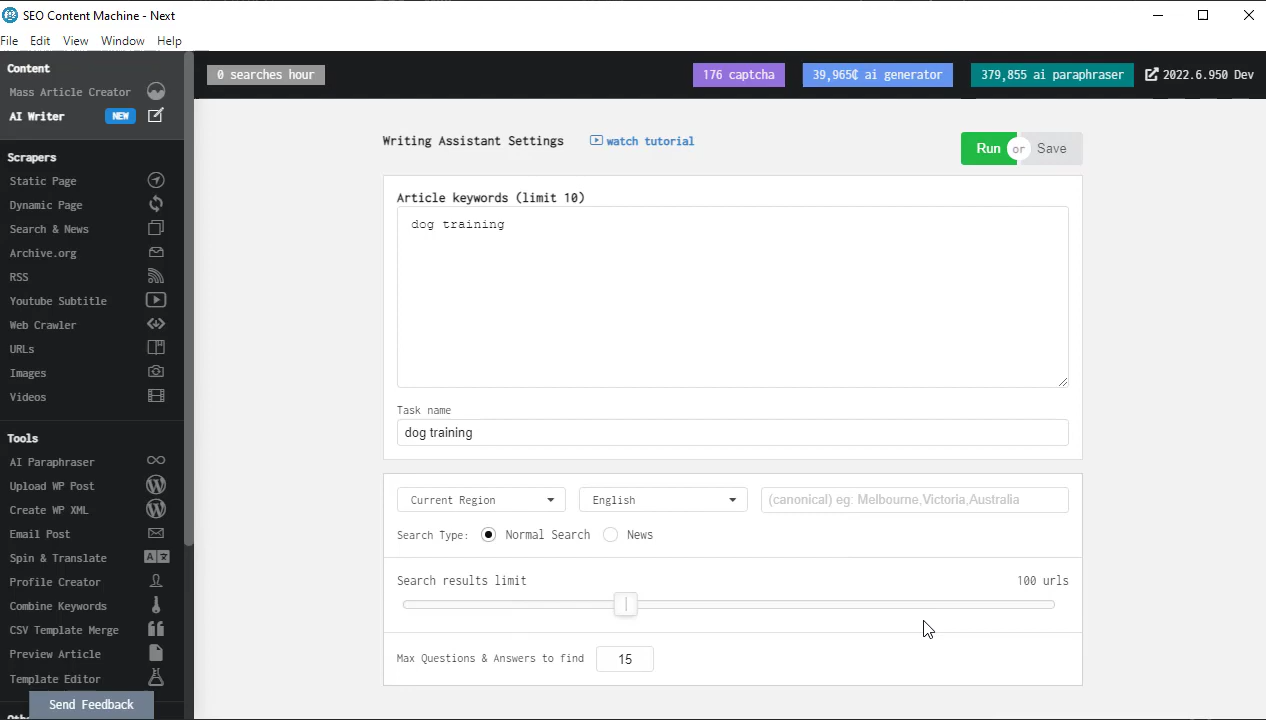 SEO Content Machine - Next
File Edit View Window Help
Content
Mass Article Creator
AI Writer NEW
Scrapers
Static Page
Dynamic Page
Search & News
Archive.org
RSS
Youtube Subtitle
Web Crawler
URLs
Images
Videos
Tools
AI Paraphraser
Upload WP Post
Create WP XML
Email Post
Spin & Translate
Profile Creator
Combine Keywords
CSV Template Merge
Preview Article
Template Editor
Send Feedback
0 searches hour
176 captcha
39,965₵ ai generator
379,855 ai paraphraser
2022.6.950 Dev
Writing Assistant Settings
watch tutorial
Run or Save
Article keywords (limit 10)
dog training
Task name
dog training
Current Region
English
(canonical) eg: Melbourne,Victoria,Australia
Search Type: Normal Search News
Search results limit 100 urls
Max Questions & Answers to find 15